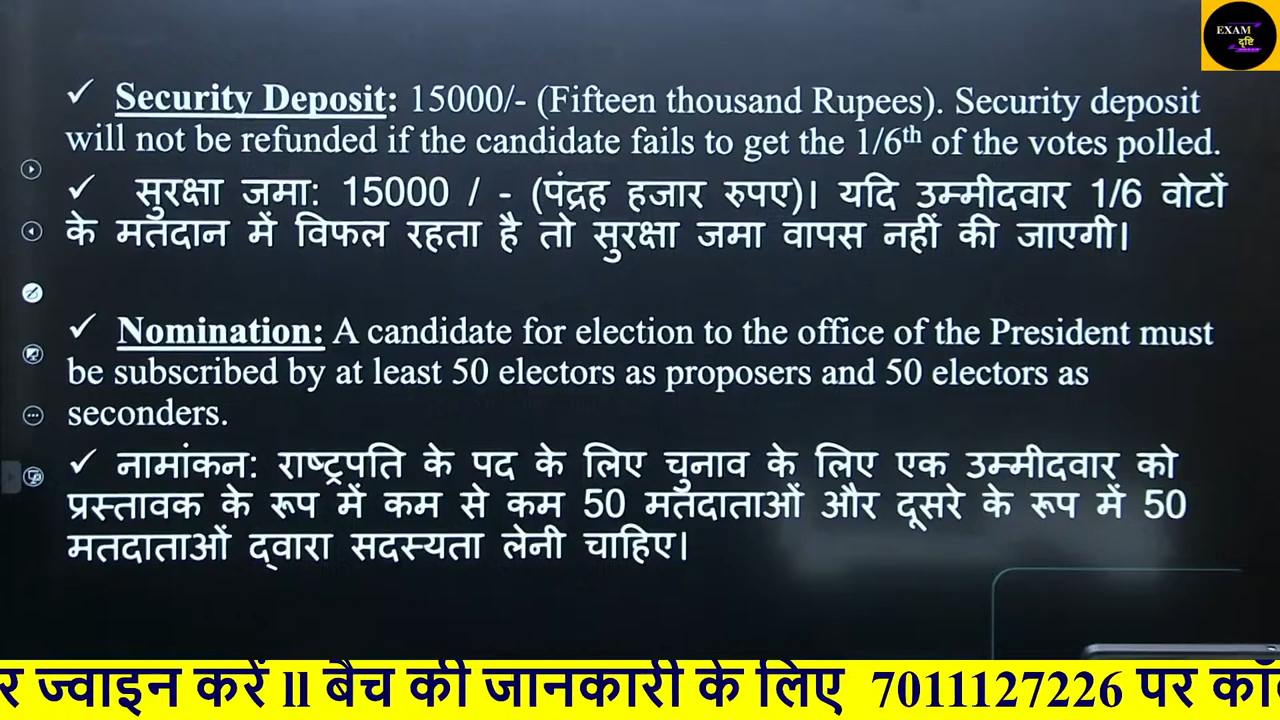 EXAM
दृष्टि
✓ Security Deposit: 15000/- (Fifteen thousand Rupees). Security deposit
will not be refunded if the candidate fails to get the 1/6th of the votes polled.
✓ सुरक्षा जमा: 15000 / - (पंद्रह हजार रुपए)। यदि उम्मीदवार 1/6 वोटों
के मतदान में विफल रहता है तो सुरक्षा जमा वापस नहीं की जाएगी।
✓ Nomination: A candidate for election to the office of the President must
be subscribed by at least 50 electors as proposers and 50 electors as
seconders.
✓ नामांकन: राष्ट्रपति के पद के लिए चुनाव के लिए एक उम्मीदवार को
प्रस्तावक के रूप में कम से कम 50 मतदाताओं और दूसरे के रूप में 50
मतदाताओं द्वारा सदस्यता लेनी चाहिए।
र ज्वाइन करें ll बैच की जानकारी के लिए 7011127226 पर